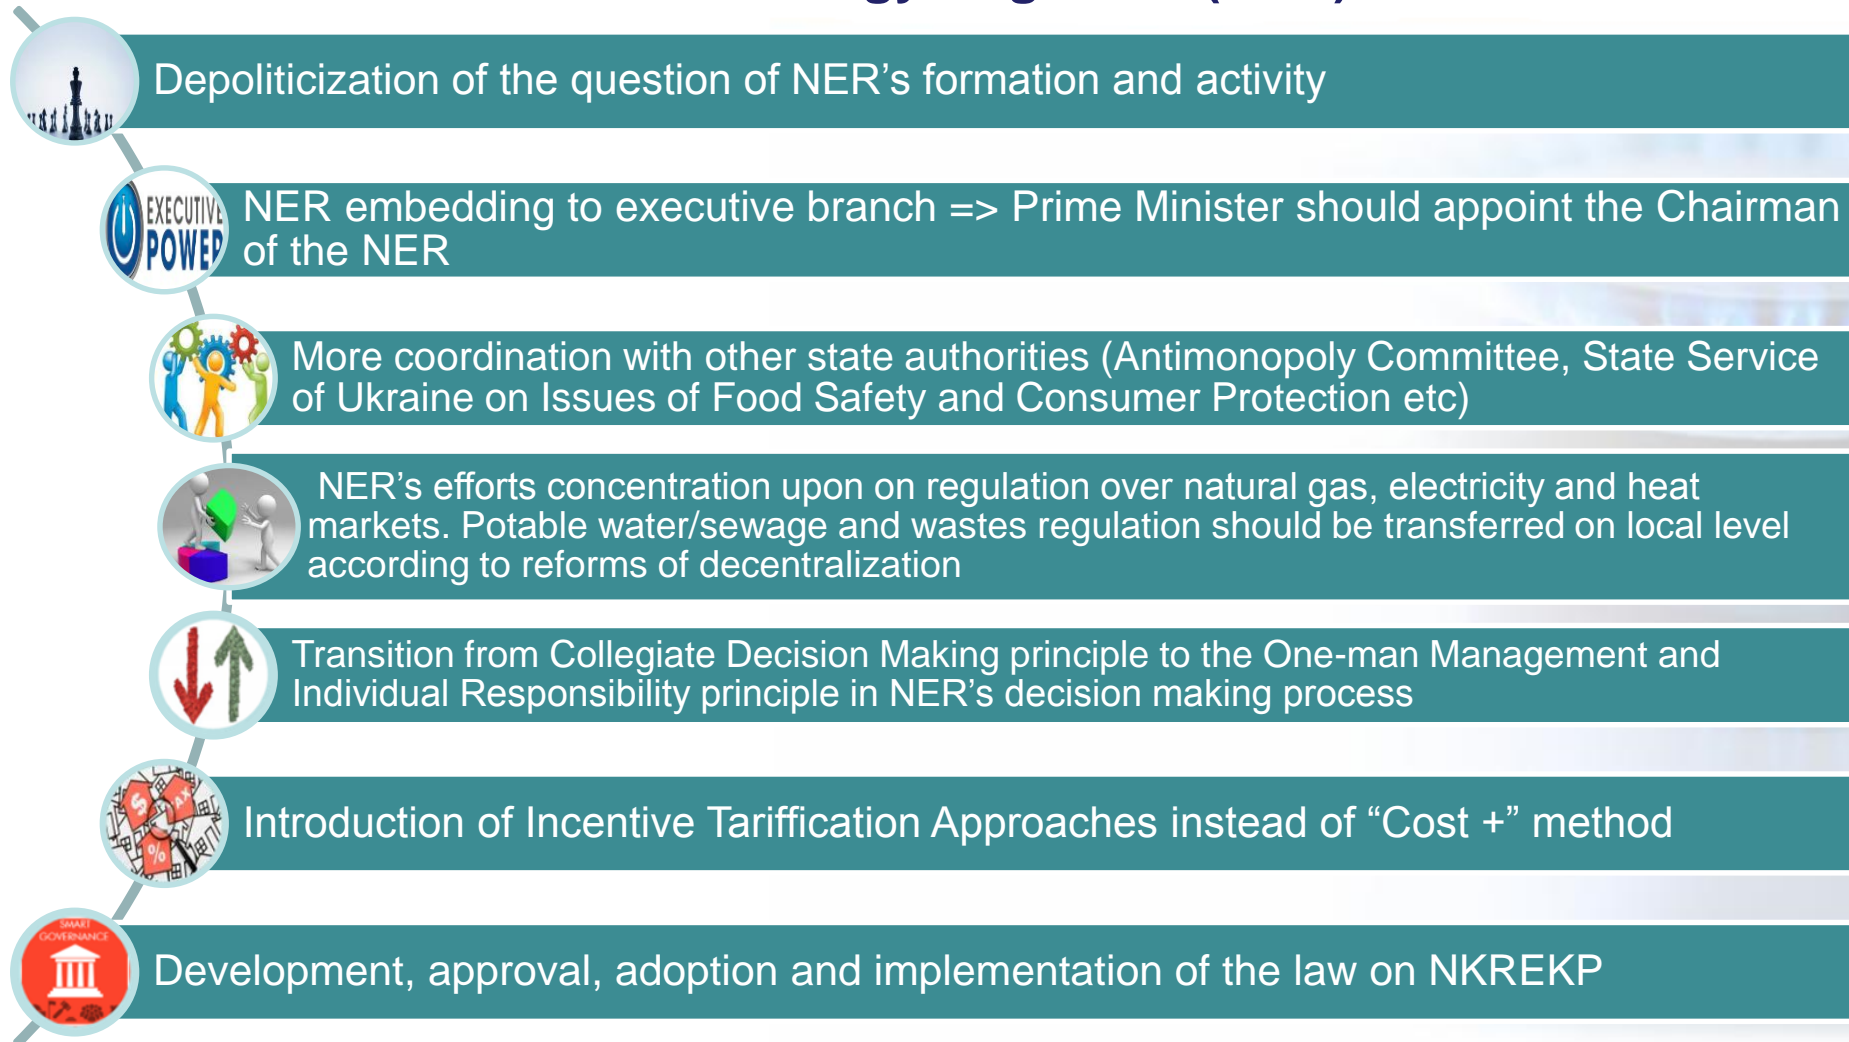 Depoliticization of the question of NER’s formation and activity
EXECUTIVE
POWER
NER embedding to executive branch => Prime Minister should appoint the Chairman
of the NER
More coordination with other state authorities (Antimonopoly Committee, State Service
of Ukraine on Issues of Food Safety and Consumer Protection etc)
NER’s efforts concentration upon on regulation over natural gas, electricity and heat
markets. Potable water/sewage and wastes regulation should be transferred on local level
according to reforms of decentralization
Transition from Collegiate Decision Making principle to the One-man Management and
Individual Responsibility principle in NER’s decision making process
$
TAX
%
Introduction of Incentive Tariffication Approaches instead of “Cost +” method
SMART
GOVERNANCE
Development, approval, adoption and implementation of the law on NKREKP